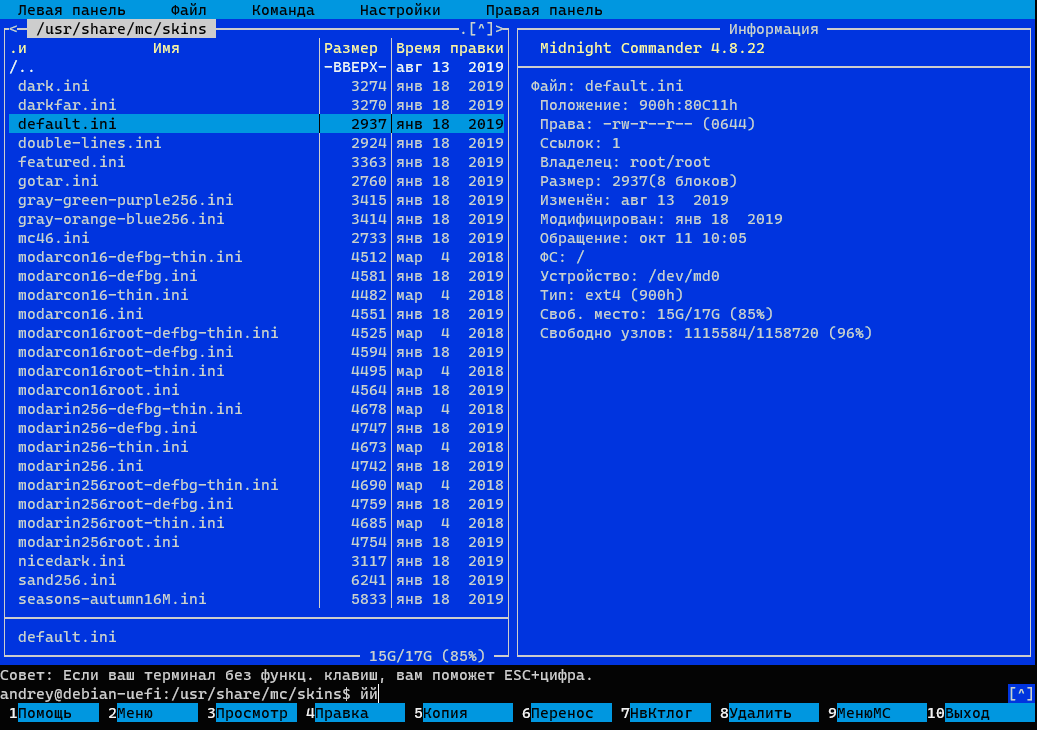 Левая панель Файл Команда Настройки Правая панель
<- /usr/share/mc/skins .[^]>
.и Имя Размер Время правки
/.. -ВВЕРХ- авг 13 2019
dark.ini 3274 янв 18 2019
darkfar.ini 3270 янв 18 2019
default.ini 2937 янв 18 2019
double-lines.ini 2924 янв 18 2019
featured.ini 3363 янв 18 2019
gotar.ini 2760 янв 18 2019
gray-green-purple256.ini 3415 янв 18 2019
gray-orange-blue256.ini 3414 янв 18 2019
mc46.ini 2733 янв 18 2019
modarcon16-defbg-thin.ini 4512 мар 4 2018
modarcon16-defbg.ini 4581 янв 18 2019
modarcon16-thin.ini 4482 мар 4 2018
modarcon16.ini 4551 янв 18 2019
modarcon16root-defbg-thin.ini 4525 мар 4 2018
modarcon16root-defbg.ini 4594 янв 18 2019
modarcon16root-thin.ini 4495 мар 4 2018
modarcon16root.ini 4564 янв 18 2019
modarin256-defbg-thin.ini 4678 мар 4 2018
modarin256-defbg.ini 4747 янв 18 2019
modarin256-thin.ini 4673 мар 4 2018
modarin256.ini 4742 янв 18 2019
modarin256root-defbg-thin.ini 4690 мар 4 2018
modarin256root-defbg.ini 4759 янв 18 2019
modarin256root-thin.ini 4685 мар 4 2018
modarin256root.ini 4754 янв 18 2019
nicedark.ini 3117 янв 18 2019
sand256.ini 6241 янв 18 2019
seasons-autumn16M.ini 5833 янв 18 2019
default.ini
15G/17G (85%)
Информация
Midnight Commander 4.8.22
Файл: default.ini
Положение: 900h:80C11h
Права: -rw-r--r-- (0644)
Ссылок: 1
Владелец: root/root
Размер: 2937(8 блоков)
Изменён: авг 13 2019
Модифицирован: янв 18 2019
Обращение: окт 11 10:05
ФС: /
Устройство: /dev/md0
Тип: ext4 (900h)
Своб. место: 15G/17G (85%)
Свободно узлов: 1115584/1158720 (96%)
Совет: Если ваш терминал без функц. клавиш, вам поможет ESC+цифра.
andrey@debian-uefi:/usr/share/mc/skins$ йй [^]
1Помощь 2Меню 3Просмотр 4Правка 5Копия 6Перенос 7НвКтлог 8Удалить 9МенюМС 10Выход